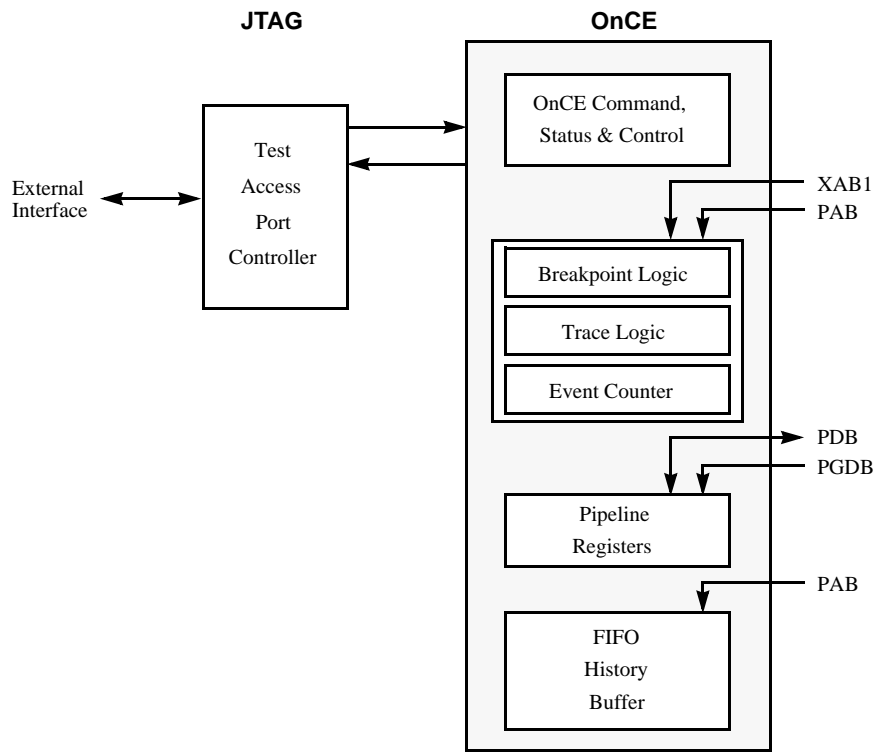 JTAG
OnCE
OnCE Command,
Status & Control
Test
Access
Port
Controller
External
Interface
XAB1
PAB
Breakpoint Logic
Trace Logic
Event Counter
PDB
PGDB
Pipeline
Registers
PAB
FIFO
History
Buffer